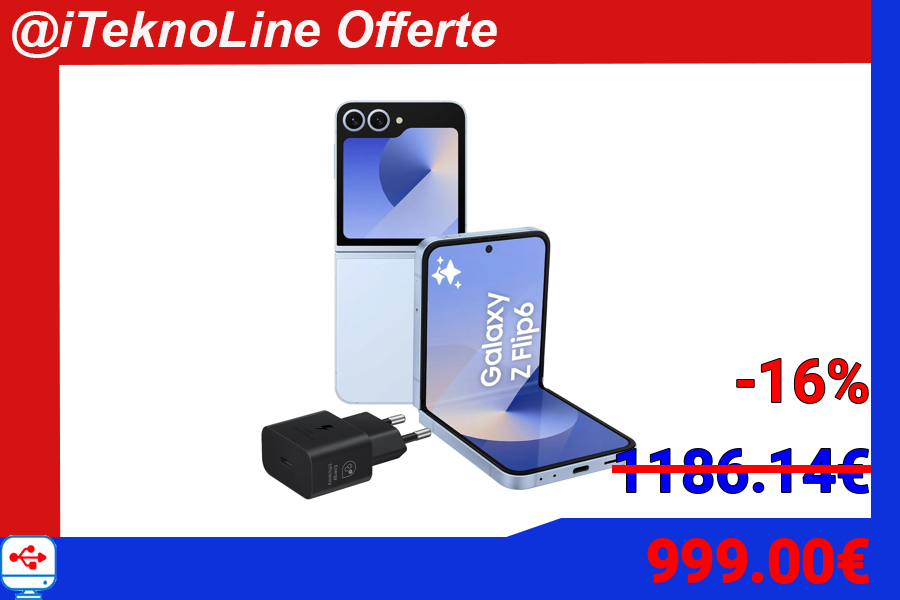 @iTeknoLine Offerte
Galaxy
Z Flip6
-16%
1186.14€
999.00€